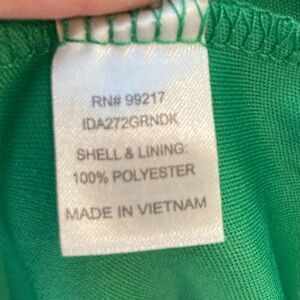 RN# 99217
IDA272GRNDK
SHELL & LINING:
100% POLYESTER
MADE IN VIETNAM